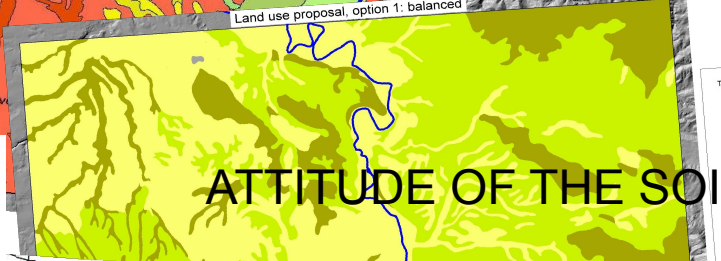 Land use proposal, option 1: balanced
ATTITUDE OF THE SOI